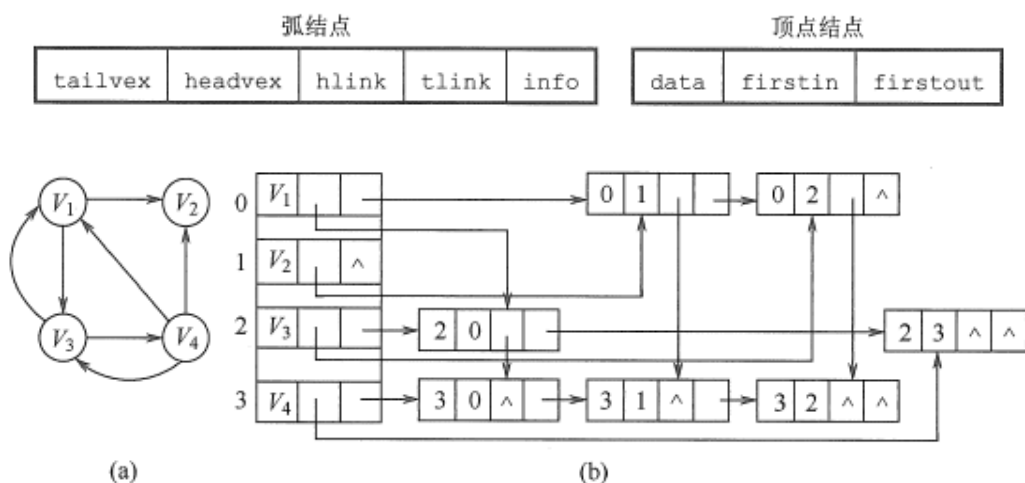 弧结点 顶点结点
tailvex headvex hlink tlink info data firstin firstout
V1 V2 0 V1 0 1 0 2 ^
1 V2 ^
V3 V4 2 V3 2 0 2 3 ^ ^
3 V4 3 0 ^ 3 1 ^ 3 2 ^ ^
(a) (b)